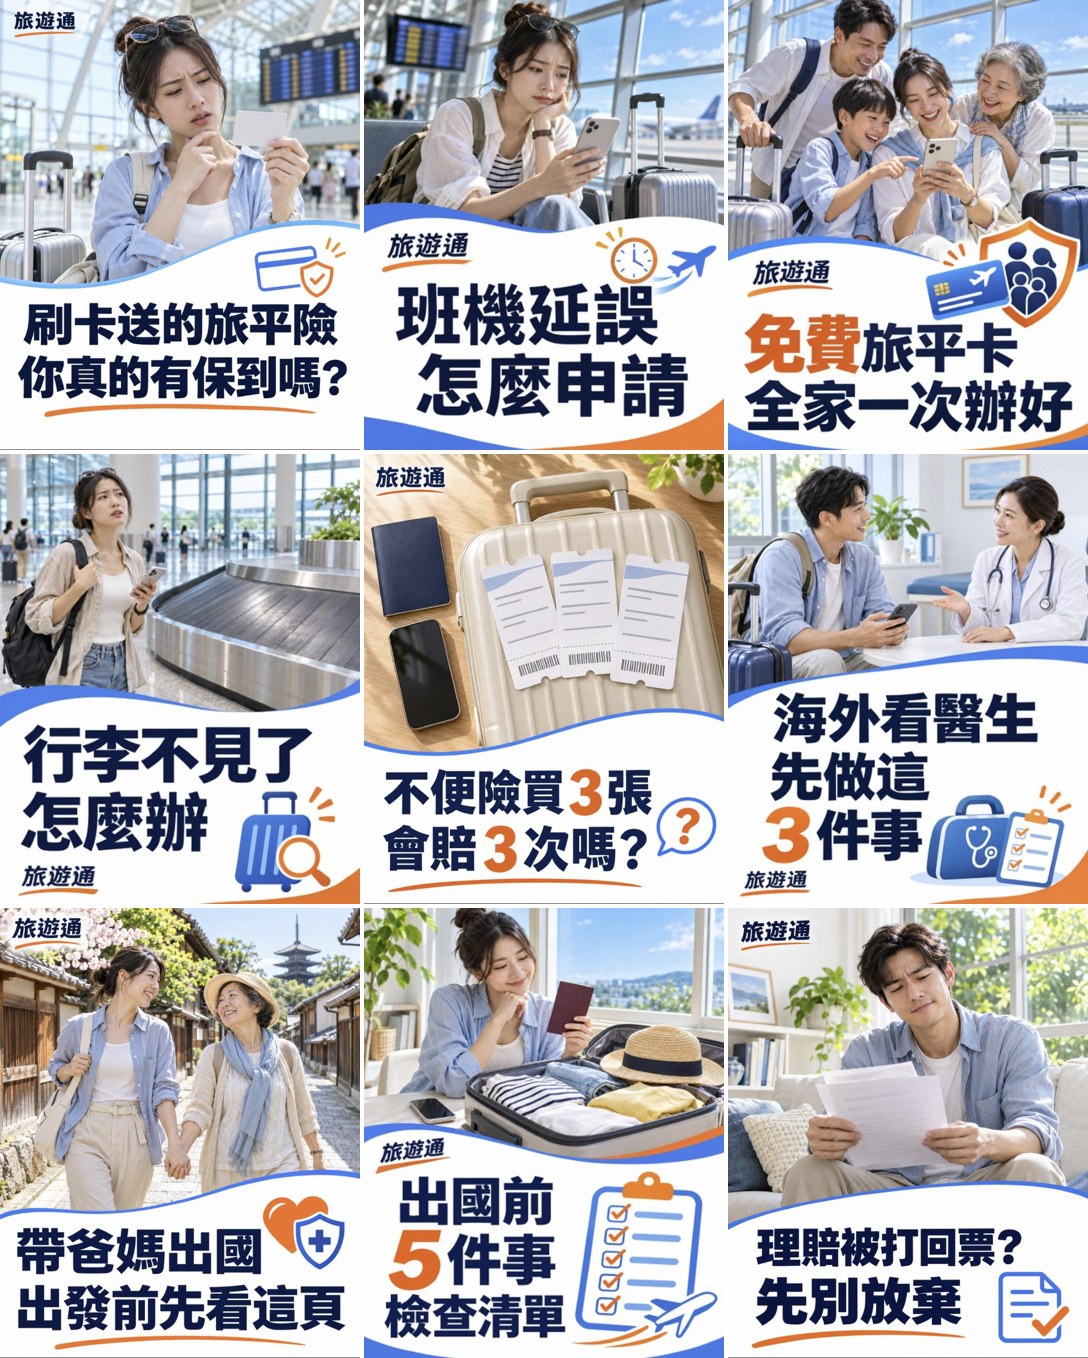 旅遊通
刷卡送的旅平險
你真的有保到嗎?
旅遊通
班機延誤
怎麼申請
旅遊通
免費旅平卡
全家一次辦好
行李不見了
怎麼辦
旅遊通
旅遊通
不便險買3張
會賠3次嗎?
?
海外看醫生
先做這
3件事
旅遊通
旅遊通
帶爸媽出國
出發前先看這頁
旅遊通
出國前
5件事
檢查清單
旅遊通
理賠被打回票?
先別放棄